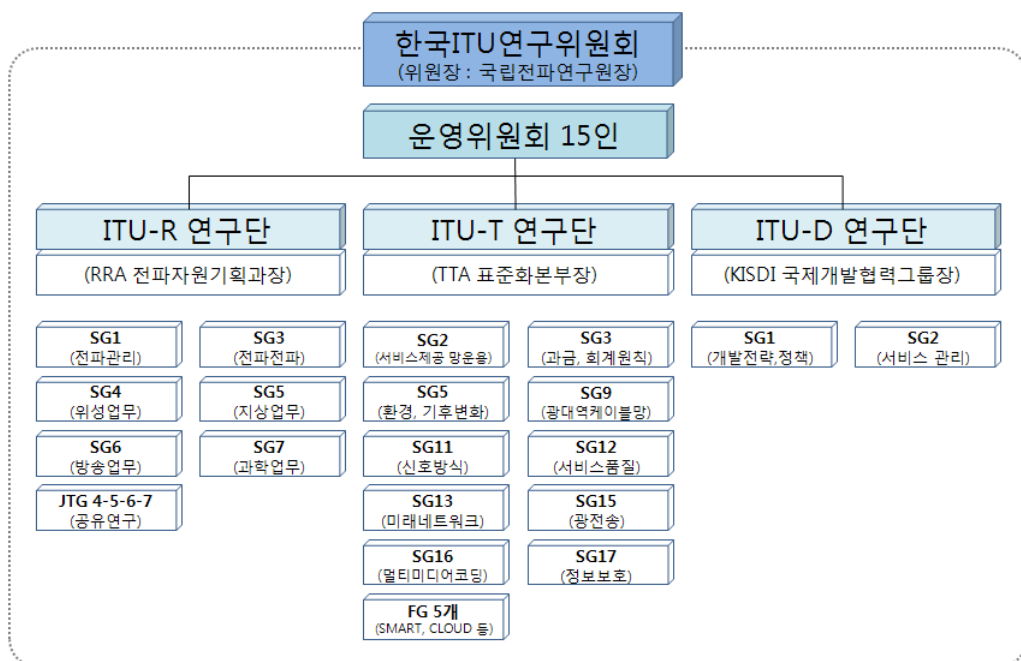 한국ITU연구위원회
(위원장 : 국립전파연구원장)
운영위원회 15인
ITU-R 연구단
(RRA 전파자원기획과장)
ITU-T 연구단
(TTA 표준화본부장)
ITU-D 연구단
(KISDI 국제개발협력그룹장)
SG1
(전파관리)
SG3
(전파전파)
SG4
(위성업무)
SG5
(지상업무)
SG6
(방송업무)
SG7
(과학업무)
JTG 4-5-6-7
(공유연구)
SG2
(서비스제공 망운용)
SG3
(과금, 회계원칙)
SG5
(환경, 기후변화)
SG9
(광대역케이블망)
SG11
(신호방식)
SG12
(서비스품질)
SG13
(미래네트워크)
SG15
(광전송)
SG16
(멀티미디어코딩)
SG17
(정보보호)
FG 5개
(SMART, CLOUD 등)
SG1
(개발전략,정책)
SG2
(서비스 관리)